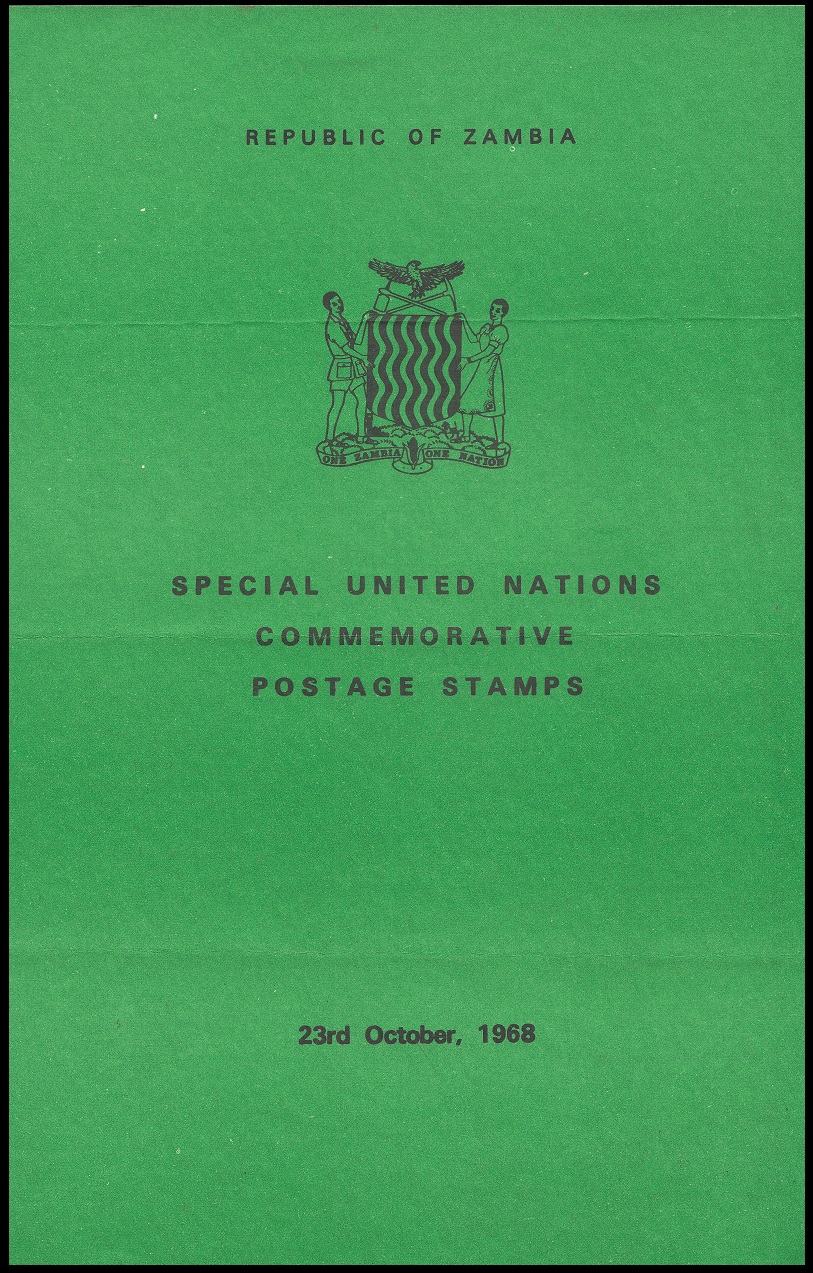 REPUBLIC OF ZAMBIA
ONE ZAMBIA ONE NATION
SPECIAL UNITED NATIONS
COMMEMORATIVE
POSTAGE STAMPS
23rd October, 1968